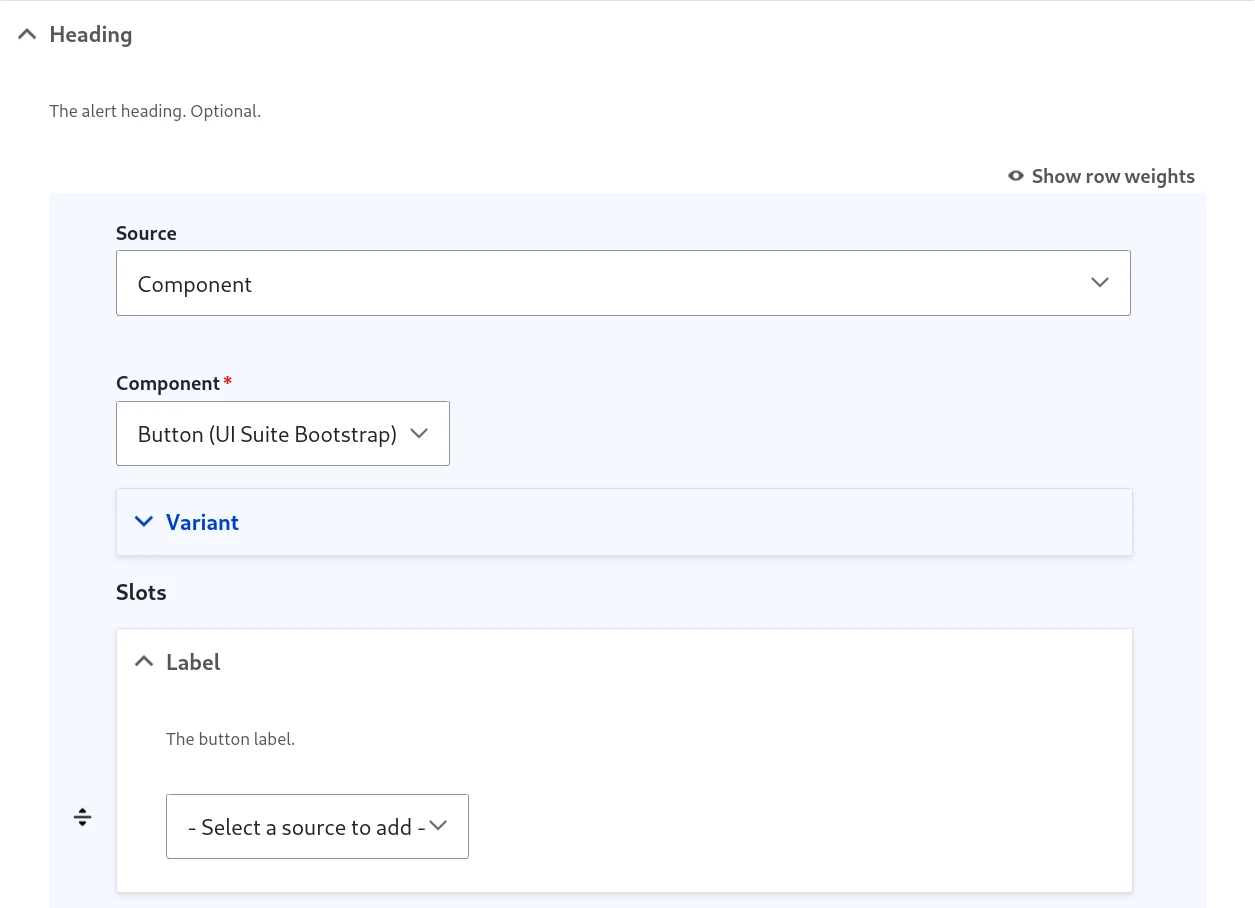 Heading
The alert heading. Optional.
Show row weights
Source
Component
Component*
Button (UI Suite Bootstrap)
Variant
Slots
Label
The button label.
- Select a source to add -